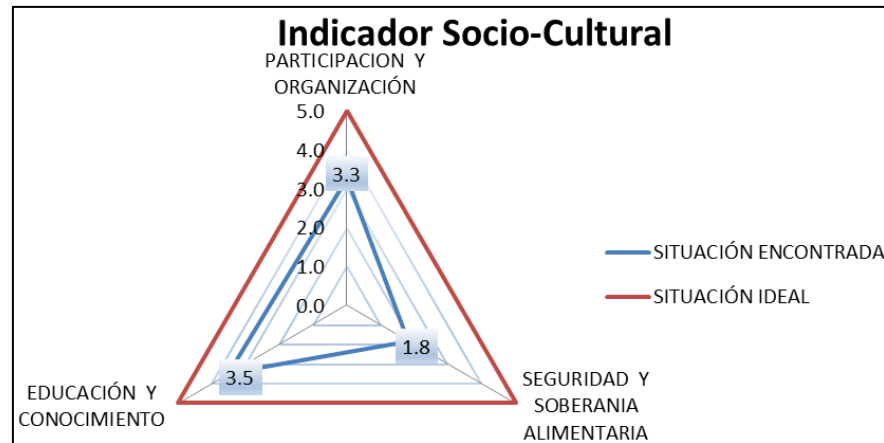 Indicador Socio-Cultural
PARTICIPACION Y
ORGANIZACIÓN
5.0
4.0
3.3
3.0
2.0
1.0
0.0
SITUACIÓN ENCONTRADA
SITUACIÓN IDEAL
1.8
3.5
EDUCACIÓN Y
CONOCIMIENTO
SEGURIDAD Y
SOBERANIA
ALIMENTARIA